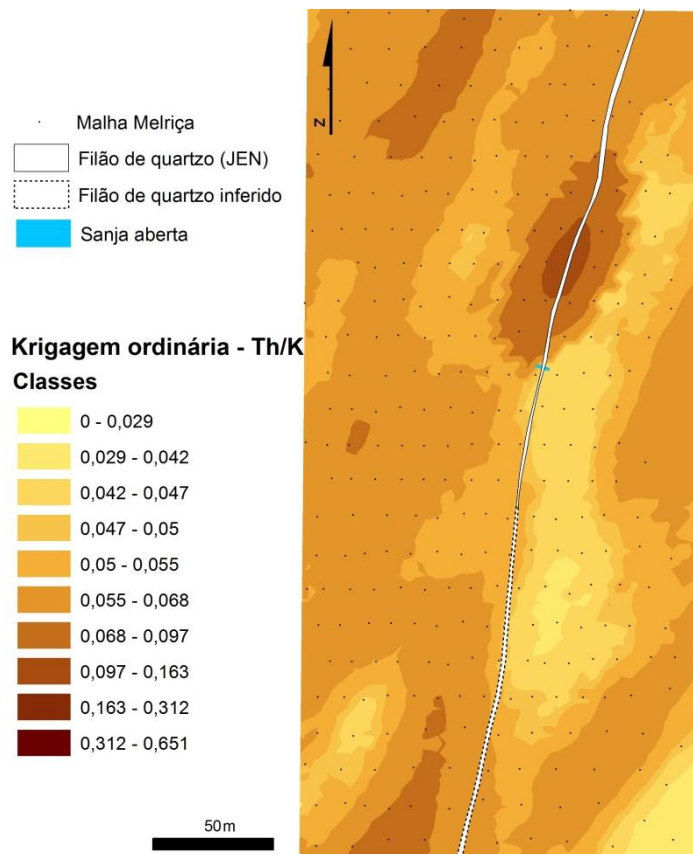 N
Malha Melriça
Filão de quartzo (JEN)
Filão de quartzo inferido
Sanja aberta
Krigagem ordinária - Th/K
Classes
0 - 0,029
0,029 - 0,042
0,042 - 0,047
0,047 - 0,05
0,05 - 0,055
0,055 - 0,068
0,068 - 0,097
0,097 - 0,163
0,163 - 0,312
0,312 - 0,651
50m